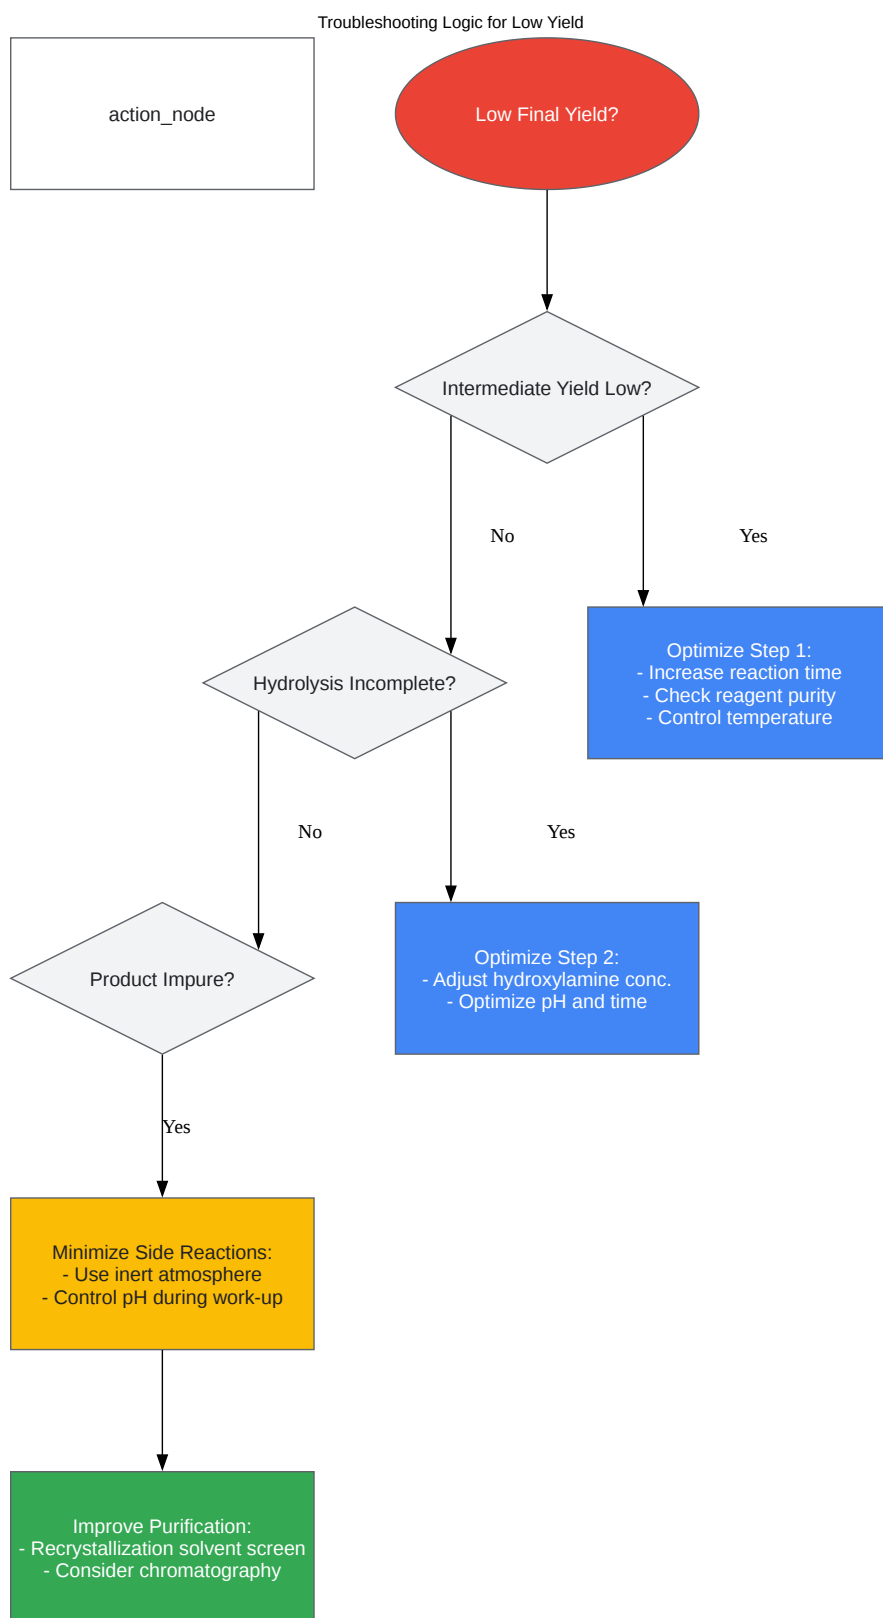 Troubleshooting Logic for Low Yield
action_node
Low Final Yield?
Intermediate Yield Low?
No
Yes
Optimize Step 1:
- Increase reaction time
- Check reagent purity
- Control temperature
Hydrolysis Incomplete?
No
Yes
Optimize Step 2:
- Adjust hydroxylamine conc.
- Optimize pH and time
Product Impure?
Yes
Minimize Side Reactions:
- Use inert atmosphere
- Control pH during work-up
Improve Purification:
- Recrystallization solvent screen
- Consider chromatography